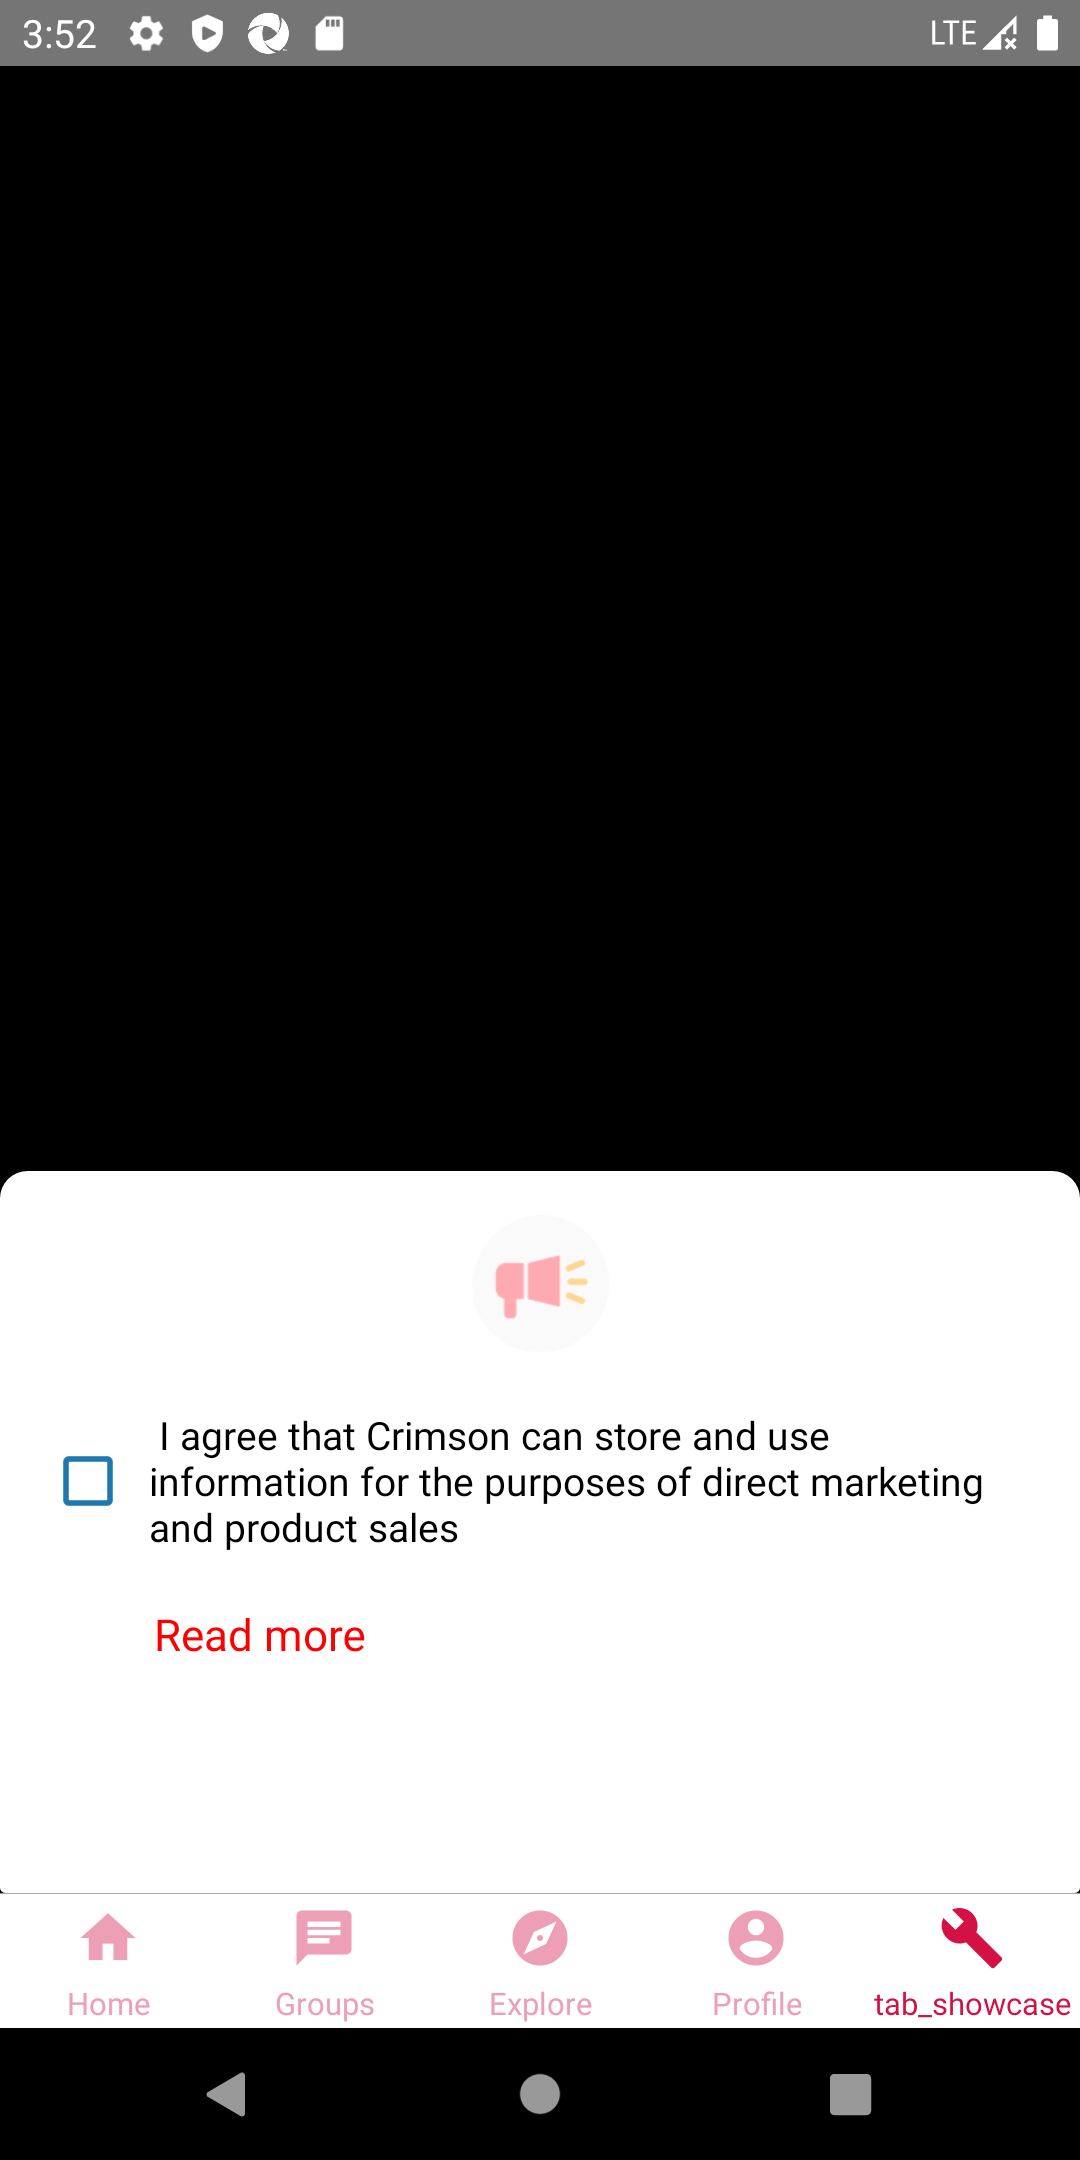 3:52
LTE
I agree that Crimson can store and use
information for the purposes of direct marketing
and product sales
Read more
Home
Groups
Explore
Profile
tab_showcase